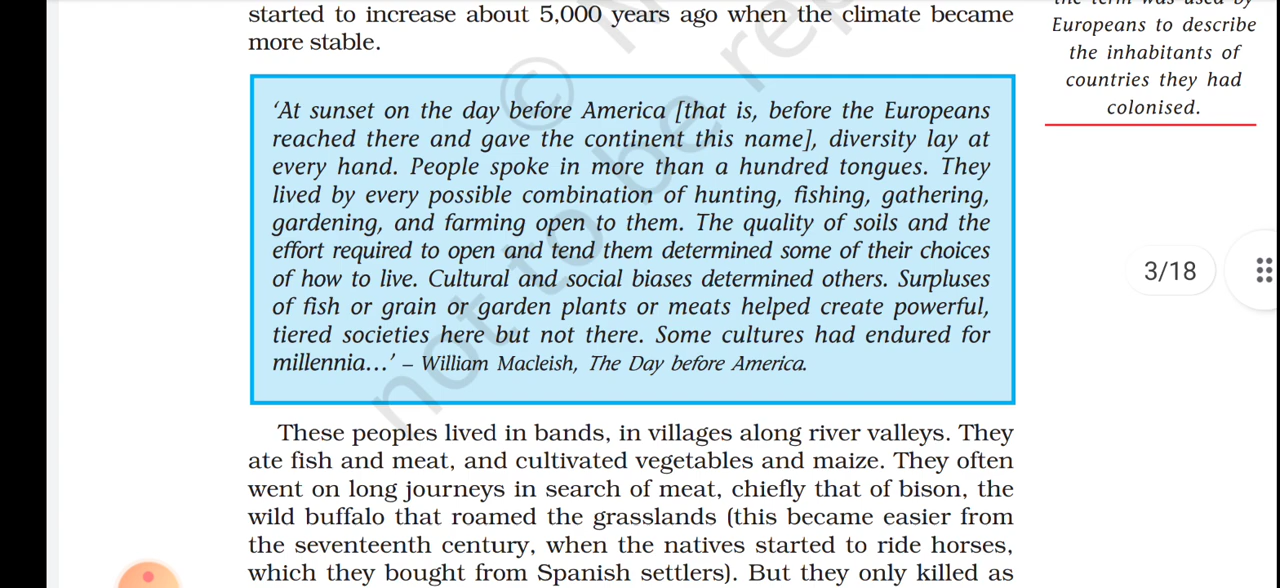 started to increase about 5,000 years ago when the climate became
more stable.
‘At sunset on the day before America [that is, before the Europeans
reached there and gave the continent this name], diversity lay at
every hand. People spoke in more than a hundred tongues. They
lived by every possible combination of hunting, fishing, gathering,
gardening, and farming open to them. The quality of soils and the
effort required to open and tend them determined some of their choices
of how to live. Cultural and social biases determined others. Surpluses
of fish or grain or garden plants or meats helped create powerful,
tiered societies here but not there. Some cultures had endured for
millennia...’ – William Macleish, The Day before America.
These peoples lived in bands, in villages along river valleys. They
ate fish and meat, and cultivated vegetables and maize. They often
went on long journeys in search of meat, chiefly that of bison, the
wild buffalo that roamed the grasslands (this became easier from
the seventeenth century, when the natives started to ride horses,
which they bought from Spanish settlers). But they only killed as
the term was used by
Europeans to describe
the inhabitants of
countries they had
colonised.
3/18
©
not to be